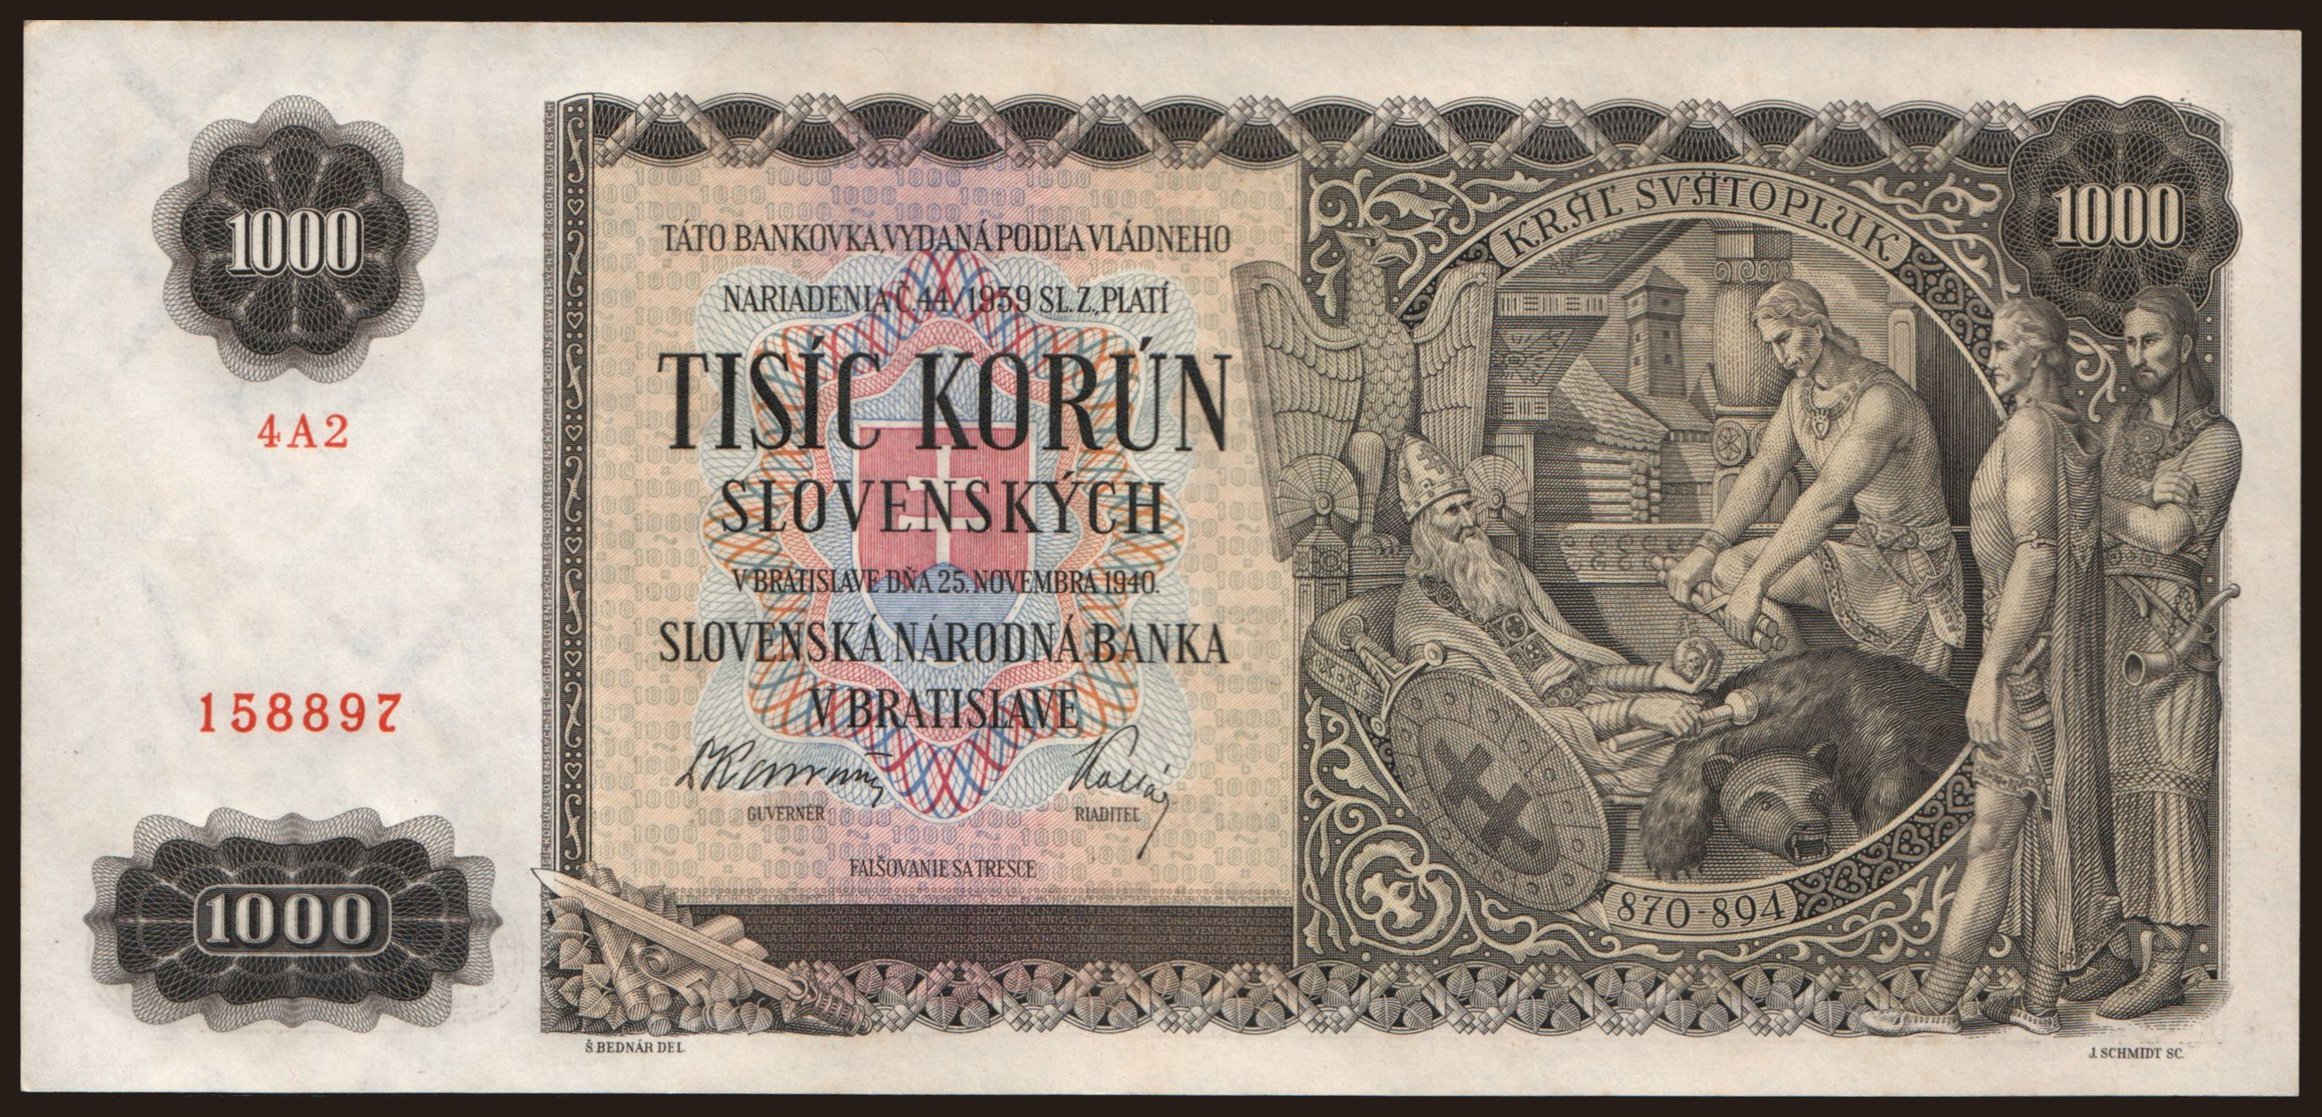 1000
4A2
158897
1000
TÁTO BANKOVKA VYDANÁ PODĽA VLÁDNEHO
NARIADENIA Č. 44/1939 SL. Z., PLATÍ
TISÍC KORÚN
SLOVENSKÝCH
V BRATISLAVE DŇA 25. NOVEMBRA 1940.
SLOVENSKÁ NÁRODNÁ BANKA
V BRATISLAVE
GUVERNÉR
RIADITEĽ
FALŠOVANIE SA TRESCE
KRÁĽ SVÄTOPLUK
1000
870-894
Š. BEDNÁR DEL.
J. SCHMIDT SC.